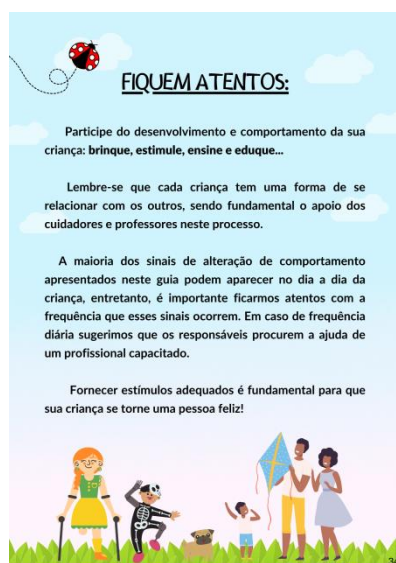 FIQUEM ATENTOS:
Participe do desenvolvimento e comportamento da sua
criança: brinque, estimule, ensine e eduque...
Lembre-se que cada criança tem uma forma de se
relacionar com os outros, sendo fundamental o apoio dos
cuidadores e professores neste processo.
A maioria dos sinais de alteração de comportamento
apresentados neste guia podem aparecer no dia a dia da
criança, entretanto, é importante ficarmos atentos com a
frequência que esses sinais ocorrem. Em caso de frequência
diária sugerimos que os responsáveis procurem a ajuda de
um profissional capacitado.
Fornecer estímulos adequados é fundamental para que
sua criança se torne uma pessoa feliz!